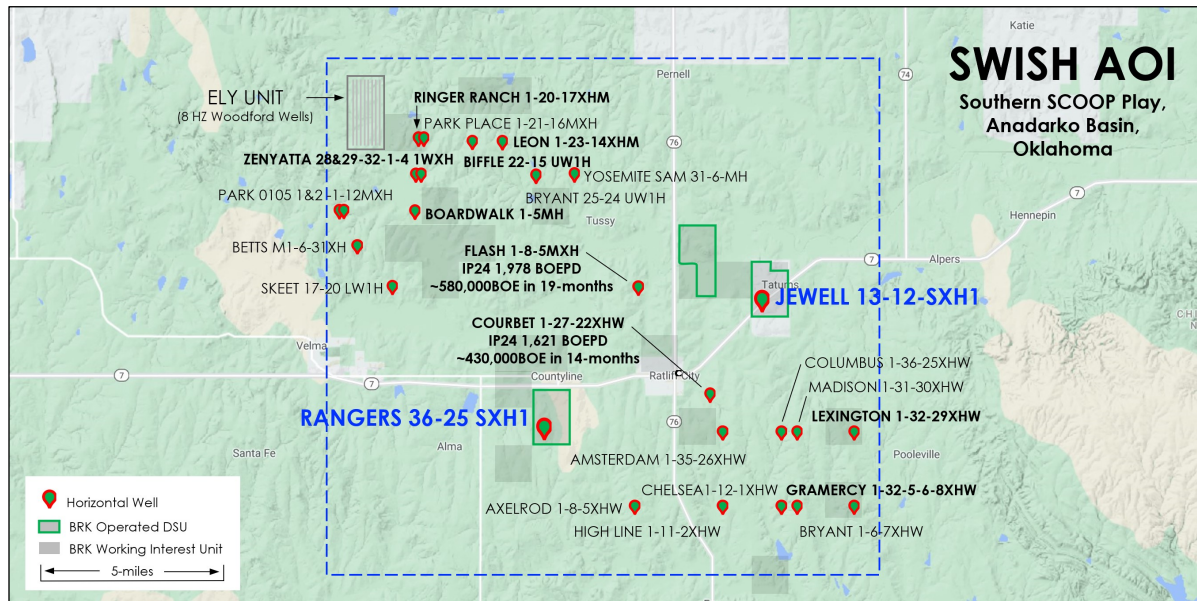 Katie
SWISH AOI
Southern SCOOP Play,
Anadarko Basin,
Oklahoma
76
74
Pernell
ELY UNIT
(8 HZ Woodford Wells)
RINGER RANCH 1-20-17XHM
PARK PLACE 1-21-16MXH
LEON 1-23-14XHM
76
ZENYATTA 28&29-32-1-4 1WXH
BIFFLE 22-15 UW1H
YOSEMITE SAM 31-6-MH
BRYANT 25-24 UW1H
PARK 0105 1&2-1-12MXH
BOARDWALK 1-5MH
Tussy
7
Hennepin
BETTS M1-6-31XH
FLASH 1-8-5MXH
IP24 1,978 BOEPD
~580,000BOE in 19-months
7
Alpers
SKEET 17-20 LW1H
Tatums
JEWELL 13-12-SXH1
COURBET 1-27-22XHW
IP24 1,621 BOEPD
~430,000BOE in 14-months
Velma
7
7
Countyline
Ratliff City
COLUMBUS 1-36-25XHW
MADISON 1-31-30XHW
LEXINGTON 1-32-29XHW
RANGERS 36-25 SXH1
76
Santa Fe
Alma
AMSTERDAM 1-35-26XHW
Pooleville
CHELSEA1-12-1XHW
GRAMERCY 1-32-5-6-8XHW
AXELROD 1-8-5XHW
HIGH LINE 1-11-2XHW
BRYANT 1-6-7XHW
Horizontal Well
BRK Operated DSU
BRK Working Interest Unit
5-miles